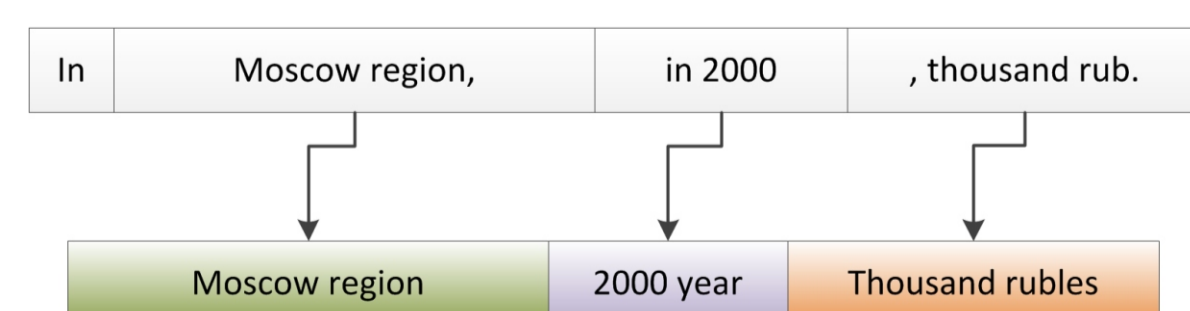 In Moscow region, in 2000 , thousand rub.
Moscow region 2000 year Thousand rubles